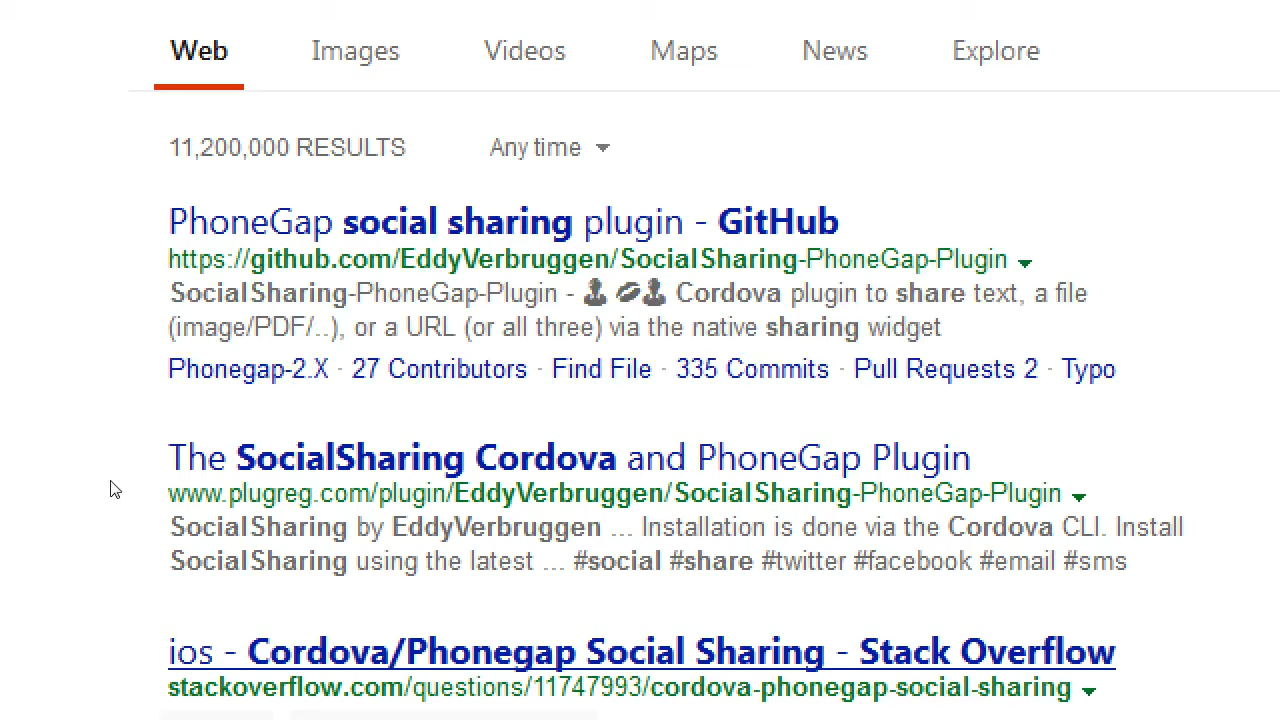 Web Images Videos Maps News Explore
11,200,000 RESULTS Any time
PhoneGap social sharing plugin - GitHub
https://github.com/EddyVerbruggen/SocialSharing-PhoneGap-Plugin
SocialSharing-PhoneGap-Plugin - 👤 💋👤 Cordova plugin to share text, a file
(image/PDF/..), or a URL (or all three) via the native sharing widget
Phonegap-2.X · 27 Contributors · Find File · 335 Commits · Pull Requests 2 · Typo
The SocialSharing Cordova and PhoneGap Plugin
www.plugreg.com/plugin/EddyVerbruggen/SocialSharing-PhoneGap-Plugin
SocialSharing by EddyVerbruggen ... Installation is done via the Cordova CLI. Install
SocialSharing using the latest ... #social #share #twitter #facebook #email #sms
ios - Cordova/Phonegap Social Sharing - Stack Overflow
stackoverflow.com/questions/11747993/cordova-phonegap-social-sharing